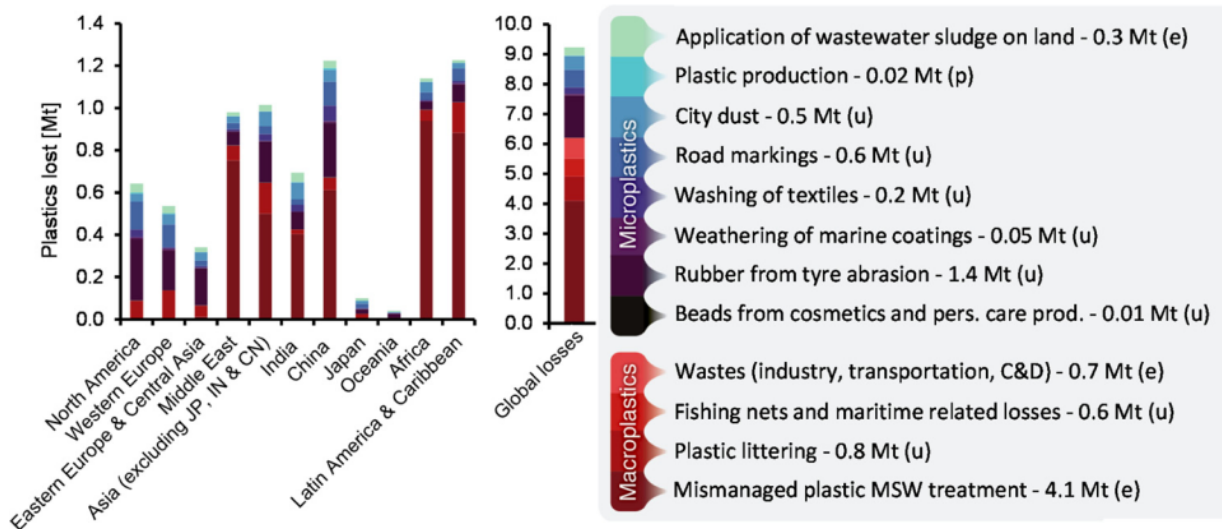 Plastics lost [Mt]
1.4
1.2
1.0
0.8
0.6
0.4
0.2
0.0
North America
Western Europe
Eastern Europe & Central Asia
Middle East
Asia (excluding JP, IN & CN)
India
China
Japan
Oceania
Africa
Latin America & Caribbean
10.0
9.0
8.0
7.0
6.0
5.0
4.0
3.0
2.0
1.0
0.0
Global losses
Microplastics
Application of wastewater sludge on land - 0.3 Mt (e)
Plastic production - 0.02 Mt (p)
City dust - 0.5 Mt (u)
Road markings - 0.6 Mt (u)
Washing of textiles - 0.2 Mt (u)
Weathering of marine coatings - 0.05 Mt (u)
Rubber from tyre abrasion - 1.4 Mt (u)
Beads from cosmetics and pers. care prod. - 0.01 Mt (u)
Macroplastics
Wastes (industry, transportation, C&D) - 0.7 Mt (e)
Fishing nets and maritime related losses - 0.6 Mt (u)
Plastic littering - 0.8 Mt (u)
Mismanaged plastic MSW treatment - 4.1 Mt (e)